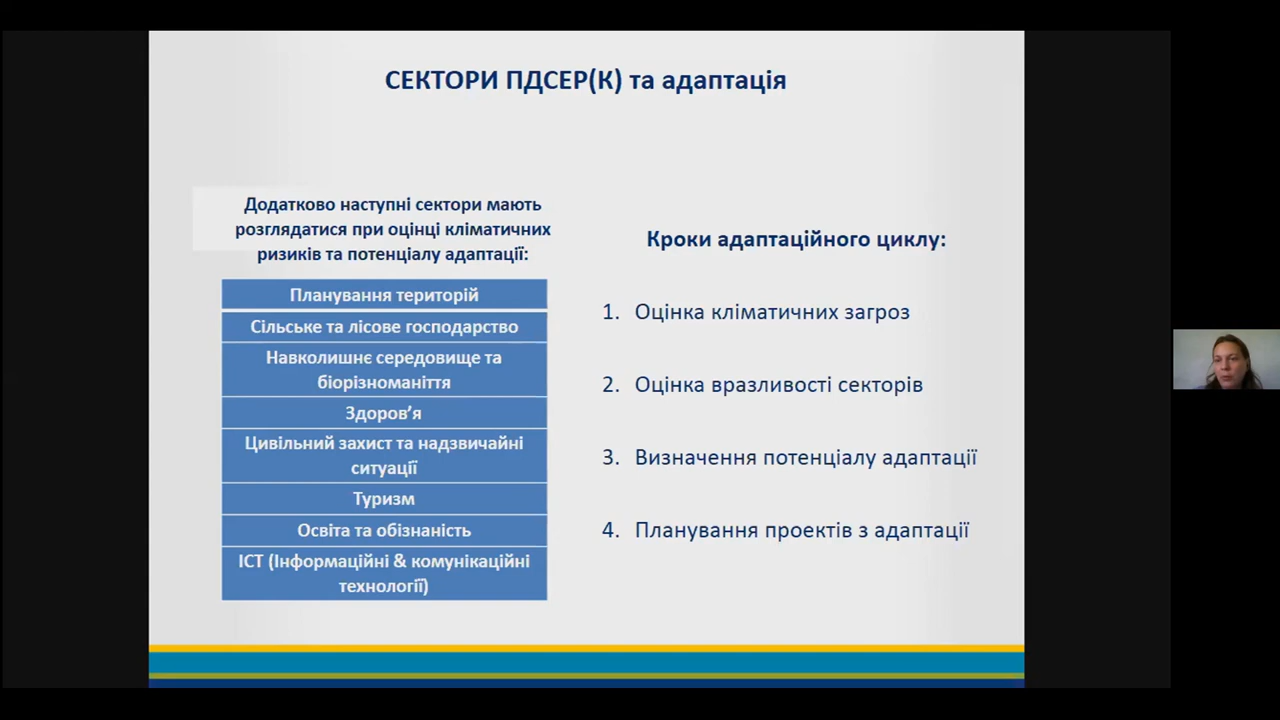 СЕКТОРИ ПДСЕР(К) та адаптація
Додатково наступні сектори мають
розглядатися при оцінці кліматичних
ризиків та потенціалу адаптації:
Планування територій
Сільське та лісове господарство
Навколишнє середовище та
біорізноманіття
Здоров’я
Цивільний захист та надзвичайні
ситуації
Туризм
Освіта та обізнаність
ІСТ (Інформаційні & комунікаційні
технології)
Кроки адаптаційного циклу:
1. Оцінка кліматичних загроз
2. Оцінка вразливості секторів
3. Визначення потенціалу адаптації
4. Планування проектів з адаптації